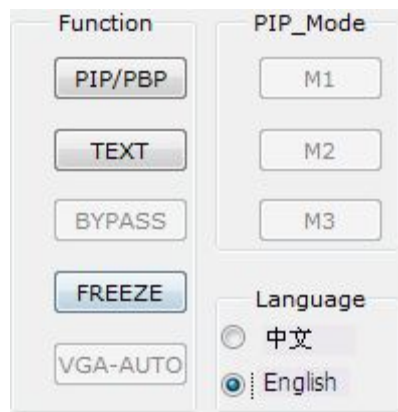 Function
PIP/PBP
TEXT
BYPASS
FREEZE
VGA-AUTO
PIP_Mode
M1
M2
M3
Language
中文
English